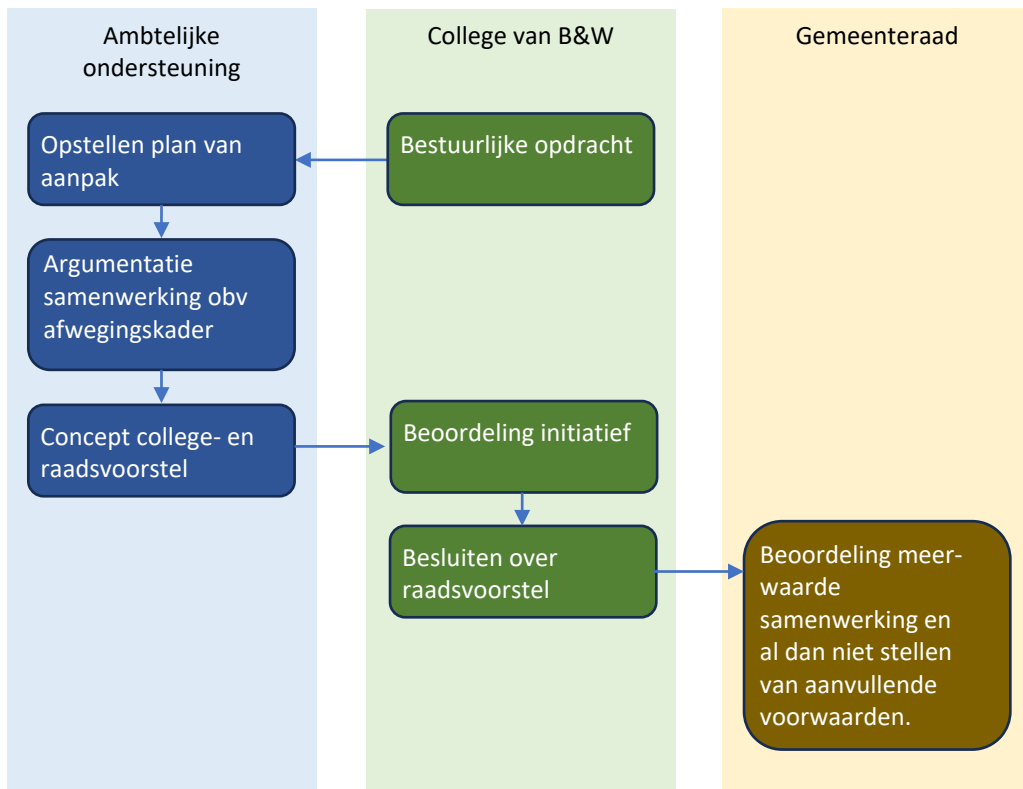 Ambtelijke
ondersteuning
College van B&W
Gemeenteraad
Opstellen plan van
aanpak
Bestuurlijke opdracht
Argumentatie
samenwerking obv
afwegingskader
Concept college- en
raadsvoorstel
Beoordeling initiatief
Besluiten over
raadsvoorstel
Beoordeling meer-
waarde
samenwerking en
al dan niet stellen
van aanvullende
voorwaarden.